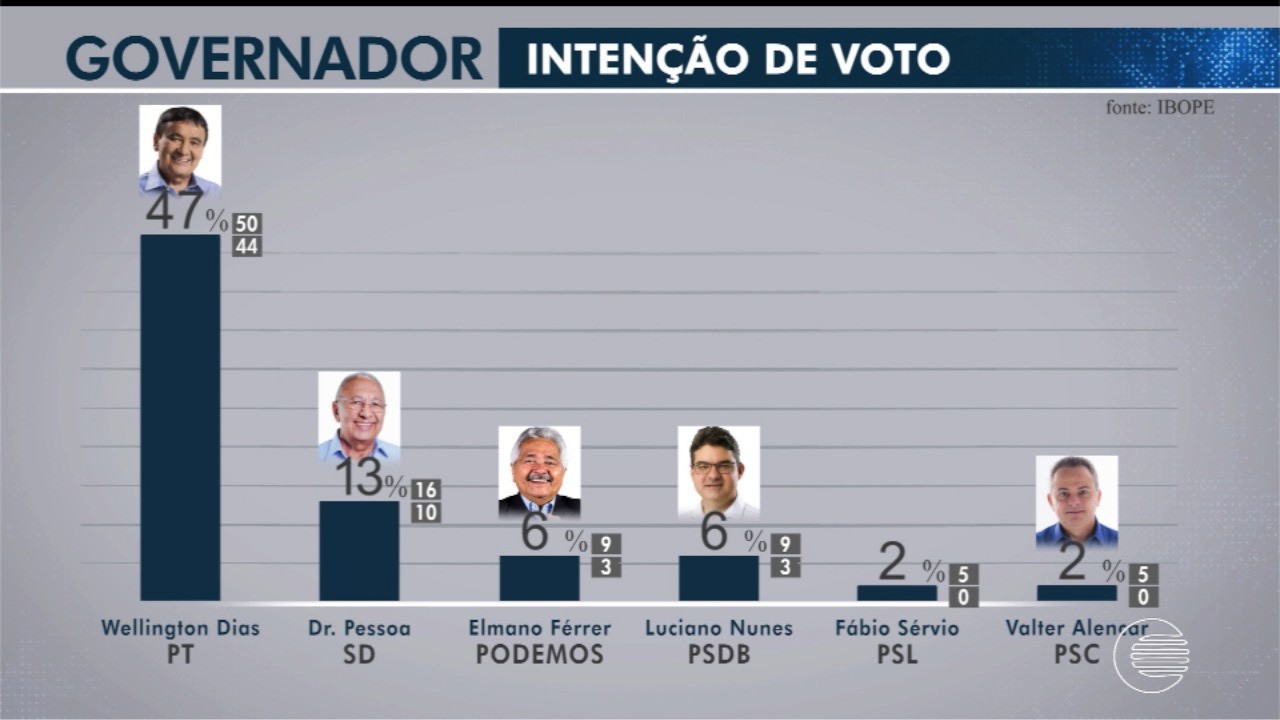 GOVERNADOR INTENÇÃO DE VOTO
fonte: IBOPE
47% 50 44
13% 16 10
6% 9 3
6% 9 3
2% 5 0
2% 5 0
Wellington Dias Dr. Pessoa Elmano Férrer Luciano Nunes Fábio Sérvio Valter Alencar
PT SD PODEMOS PSDB PSL PSC